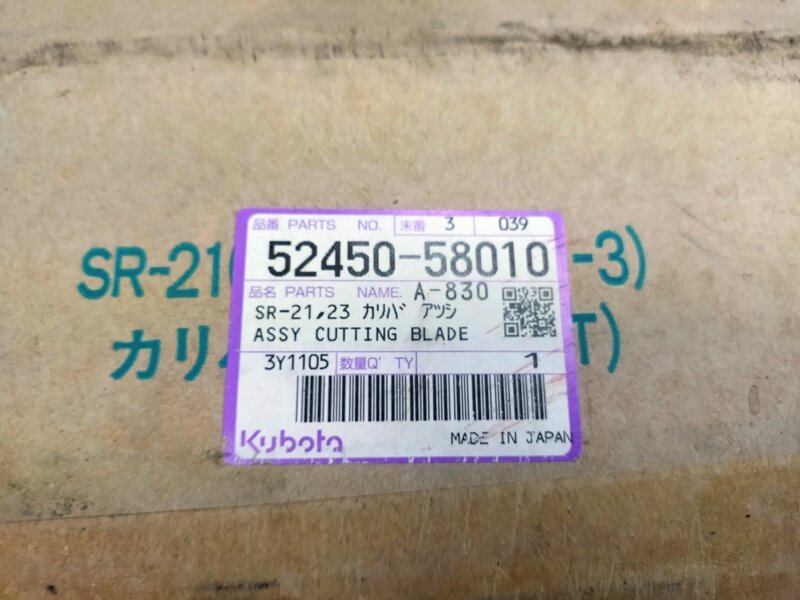 品番 PARTS NO. 末番 3 039
52450-58010
SR-21( -3)
品名 PARTS NAME. A-830
SR-21,23 カリバ アツシ
ASSY CUTTING BLADE
カリ T)
3Y1105 数量Q'TY 1
Kubota MADE IN JAPAN